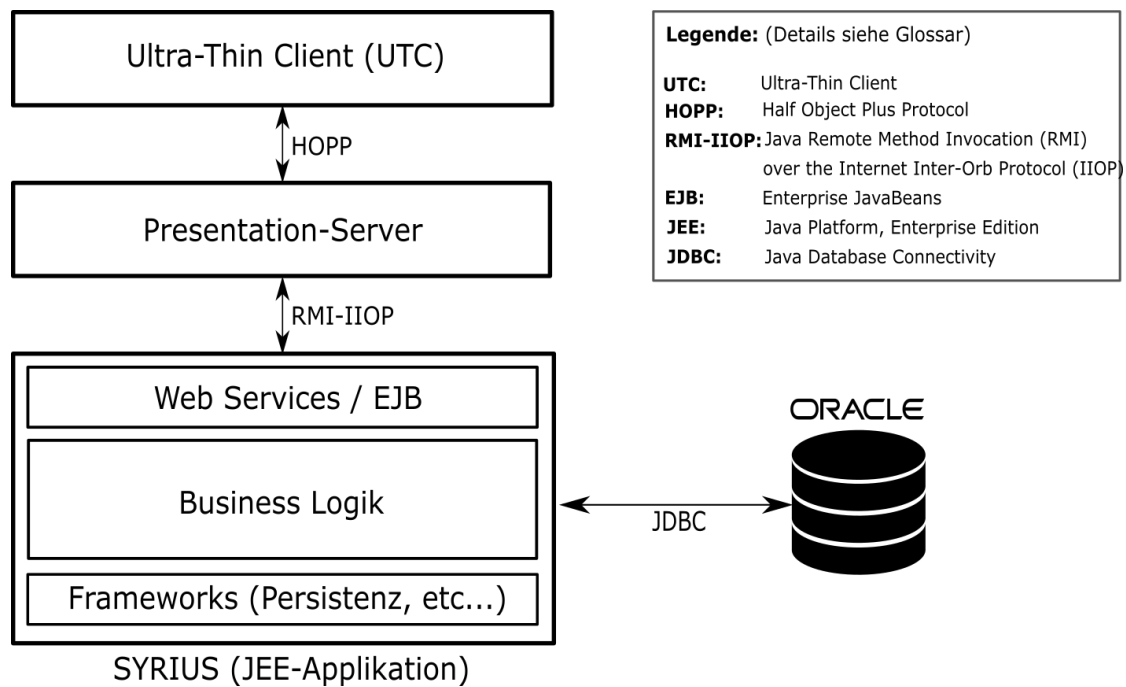 Ultra-Thin Client (UTC)
HOPP
Presentation-Server
RMI-IIOP
Web Services / EJB
Business Logik
Frameworks (Persistenz, etc...)
SYRIUS (JEE-Applikation)
JDBC
ORACLE
Legende: (Details siehe Glossar)
UTC: Ultra-Thin Client
HOPP: Half Object Plus Protocol
RMI-IIOP: Java Remote Method Invocation (RMI)
over the Internet Inter-Orb Protocol (IIOP)
EJB: Enterprise JavaBeans
JEE: Java Platform, Enterprise Edition
JDBC: Java Database Connectivity